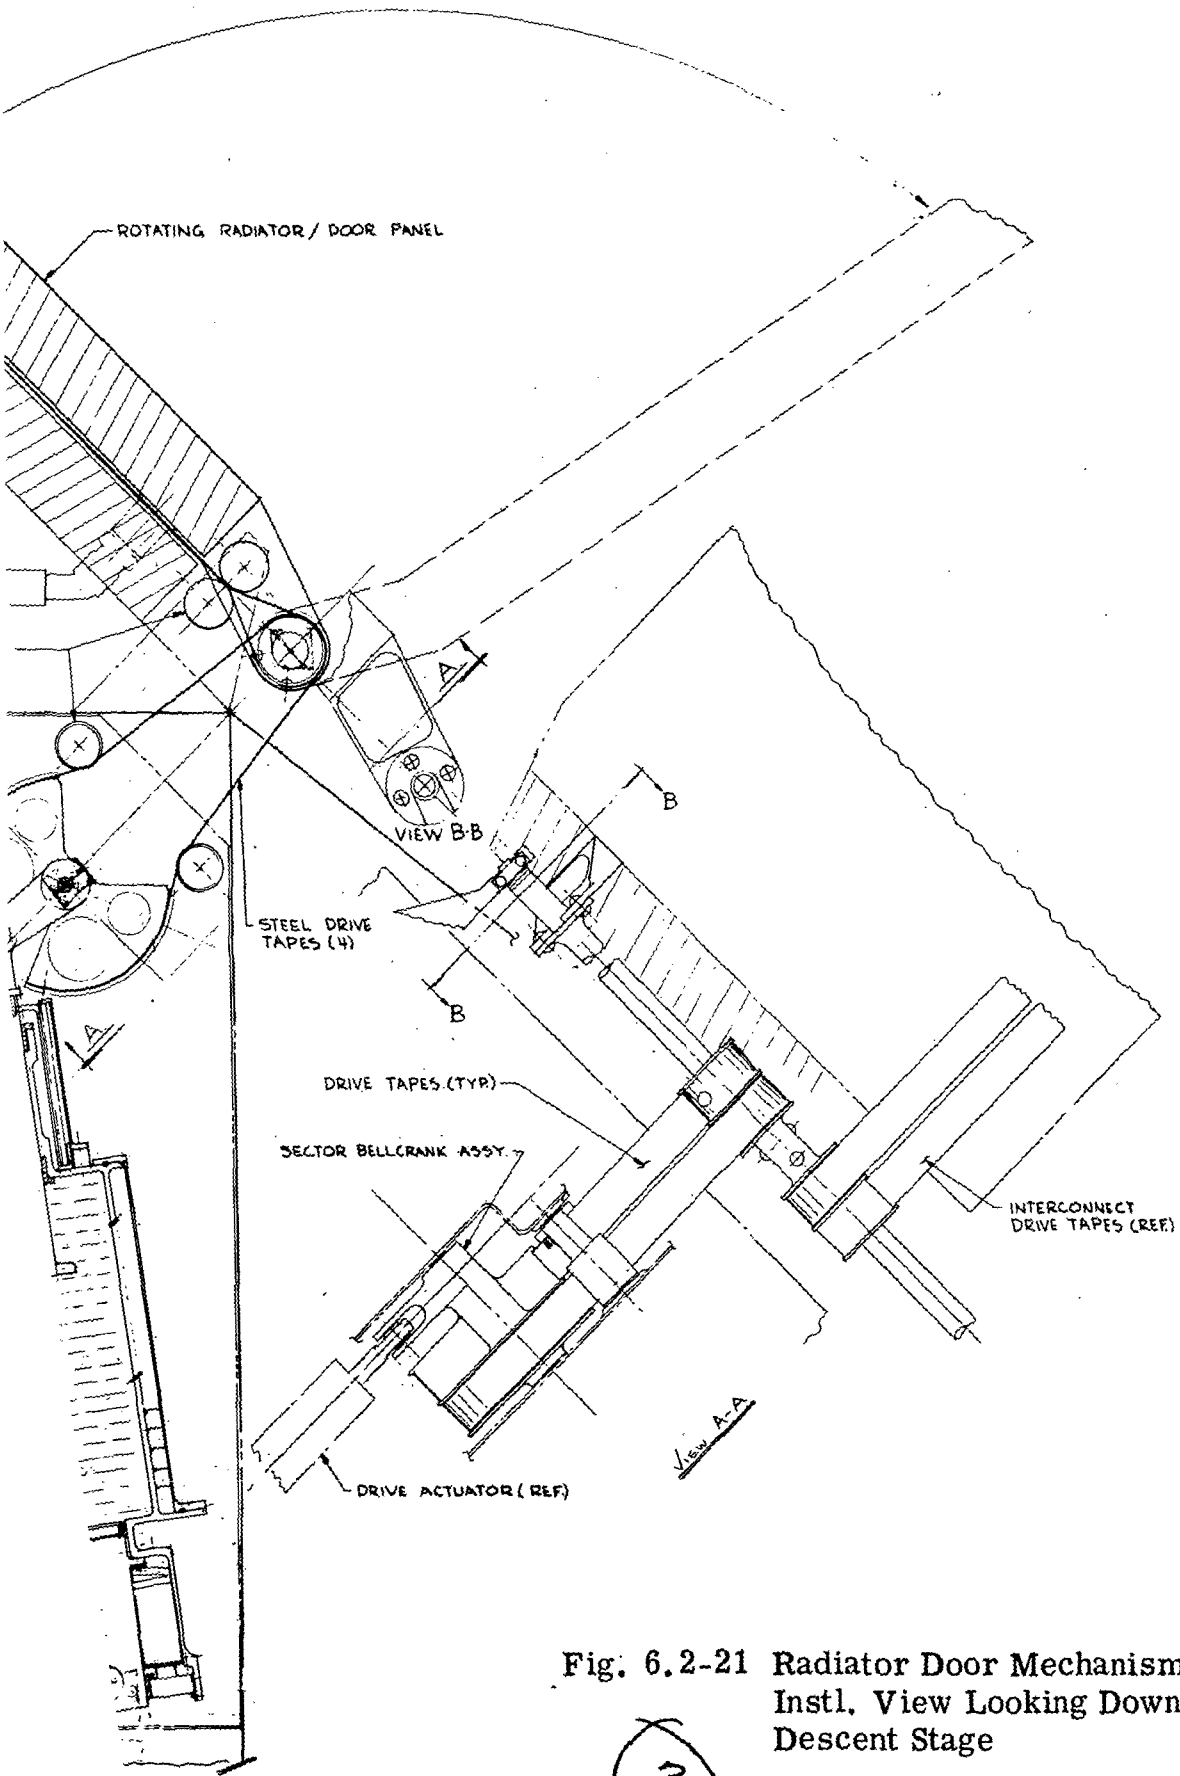 ROTATING RADIATOR / DOOR PANEL
A
B
VIEW B-B
STEEL DRIVE
TAPES (4)
B
A
DRIVE TAPES (TYP.)
SECTOR BELLCRANK ASSY.
INTERCONNECT
DRIVE TAPES (REF.)
VIEW A-A
DRIVE ACTUATOR (REF.)
Fig. 6.2-21 Radiator Door Mechanism
Instl. View Looking Down
Descent Stage